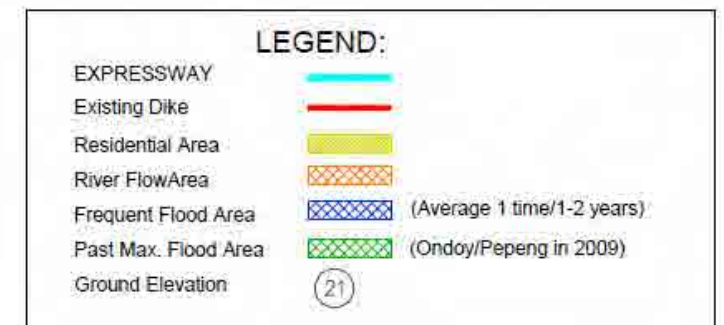 LEGEND:
EXPRESSWAY
Existing Dike
Residential Area
River FlowArea
Frequent Flood Area (Average 1 time/1-2 years)
Past Max. Flood Area (Ondoy/Pepeng in 2009)
Ground Elevation 21